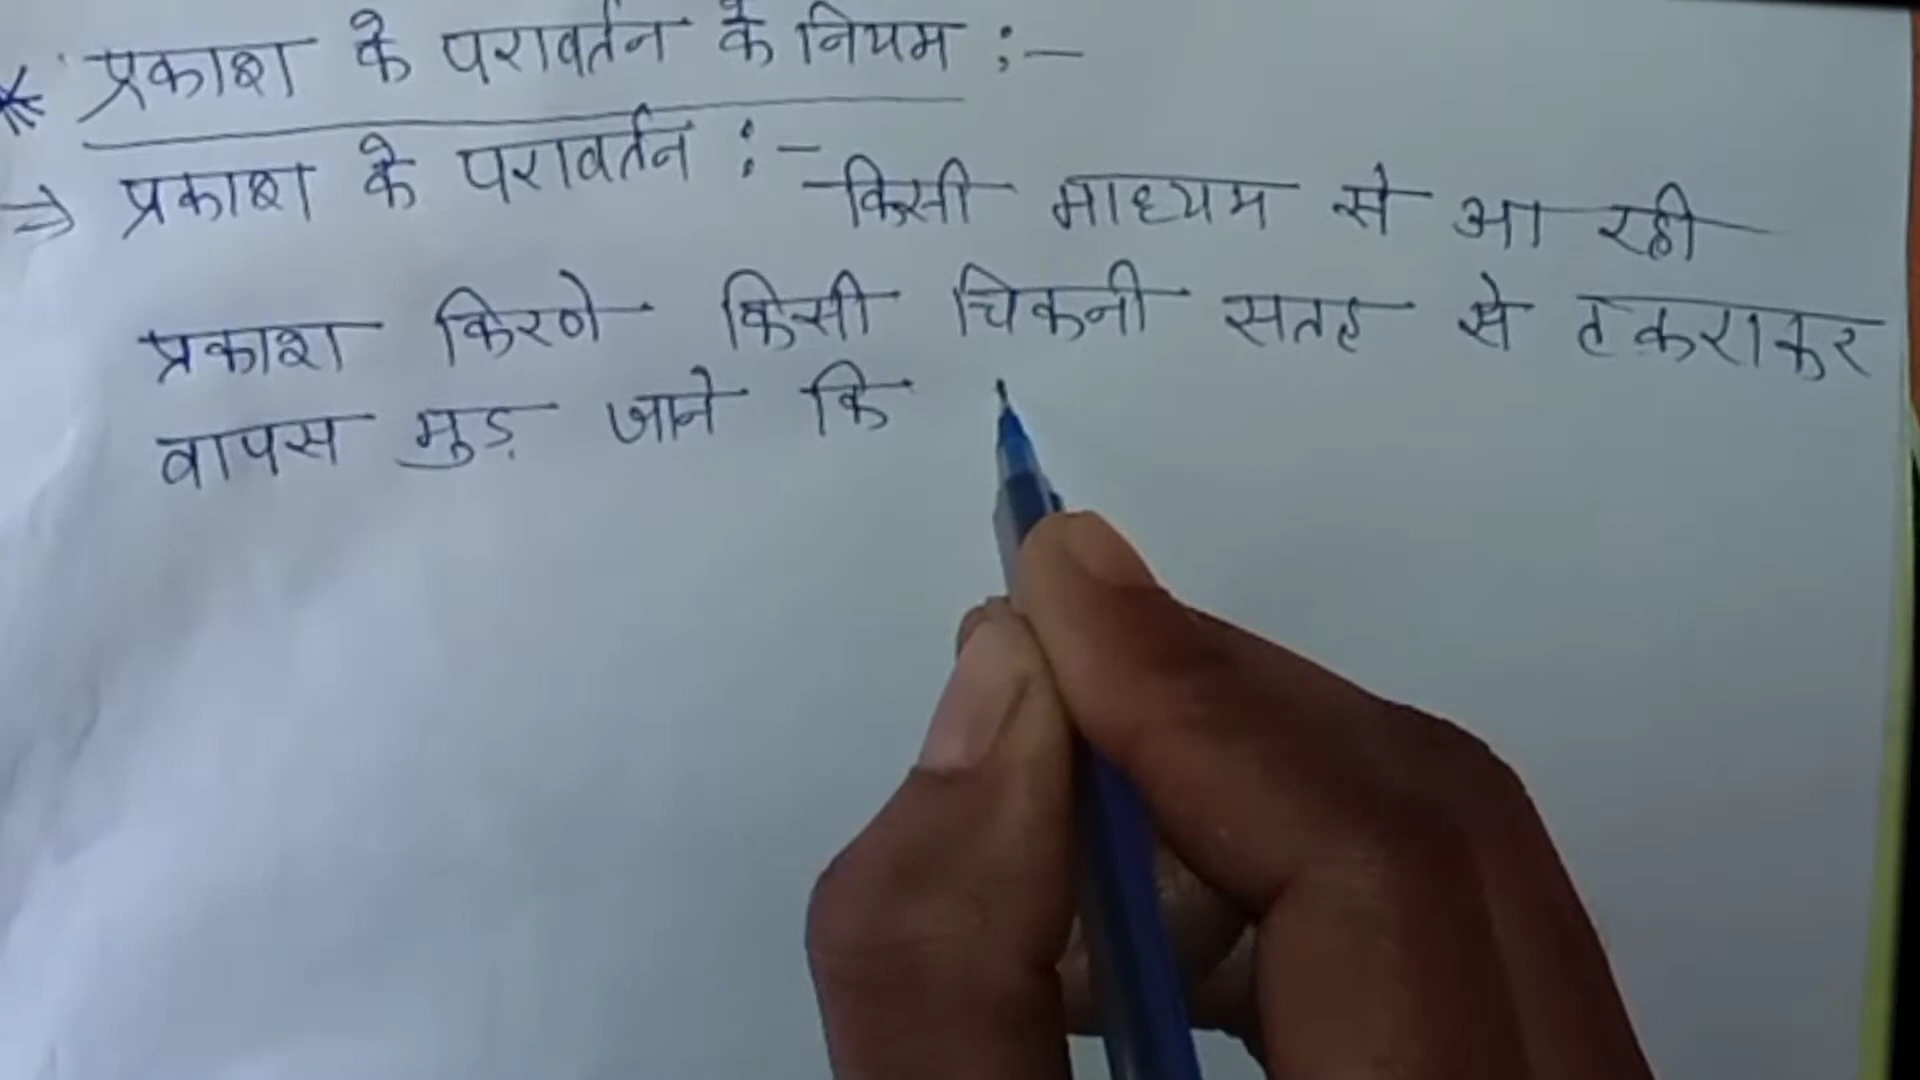 प्रकाश के परावर्तन के नियम :-
⇒ प्रकाश के परावर्तन :- किसी माध्यम से आ रही
प्रकाश किरणे किसी चिकनी सतह से टकराकर
वापस मुड़ जाने कि